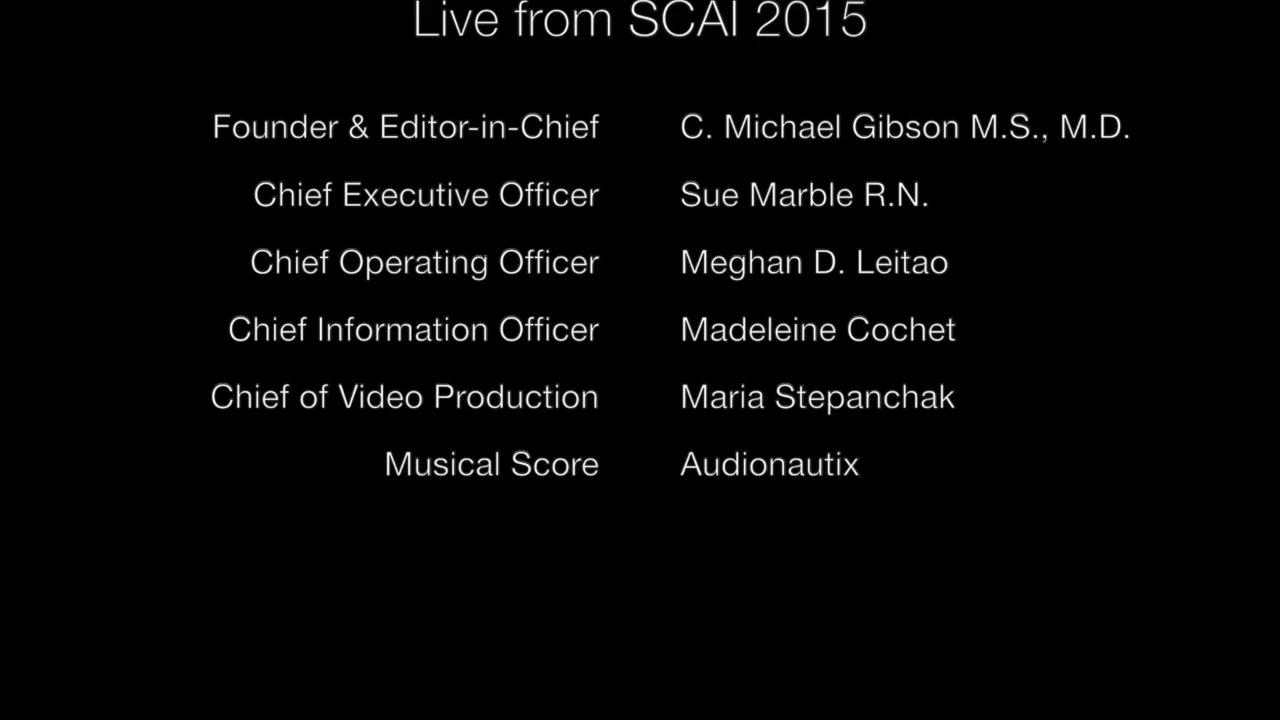 Live from SCAI 2015
Founder & Editor-in-Chief C. Michael Gibson M.S., M.D.
Chief Executive Officer Sue Marble R.N.
Chief Operating Officer Meghan D. Leitao
Chief Information Officer Madeleine Cochet
Chief of Video Production Maria Stepanchak
Musical Score Audionautix